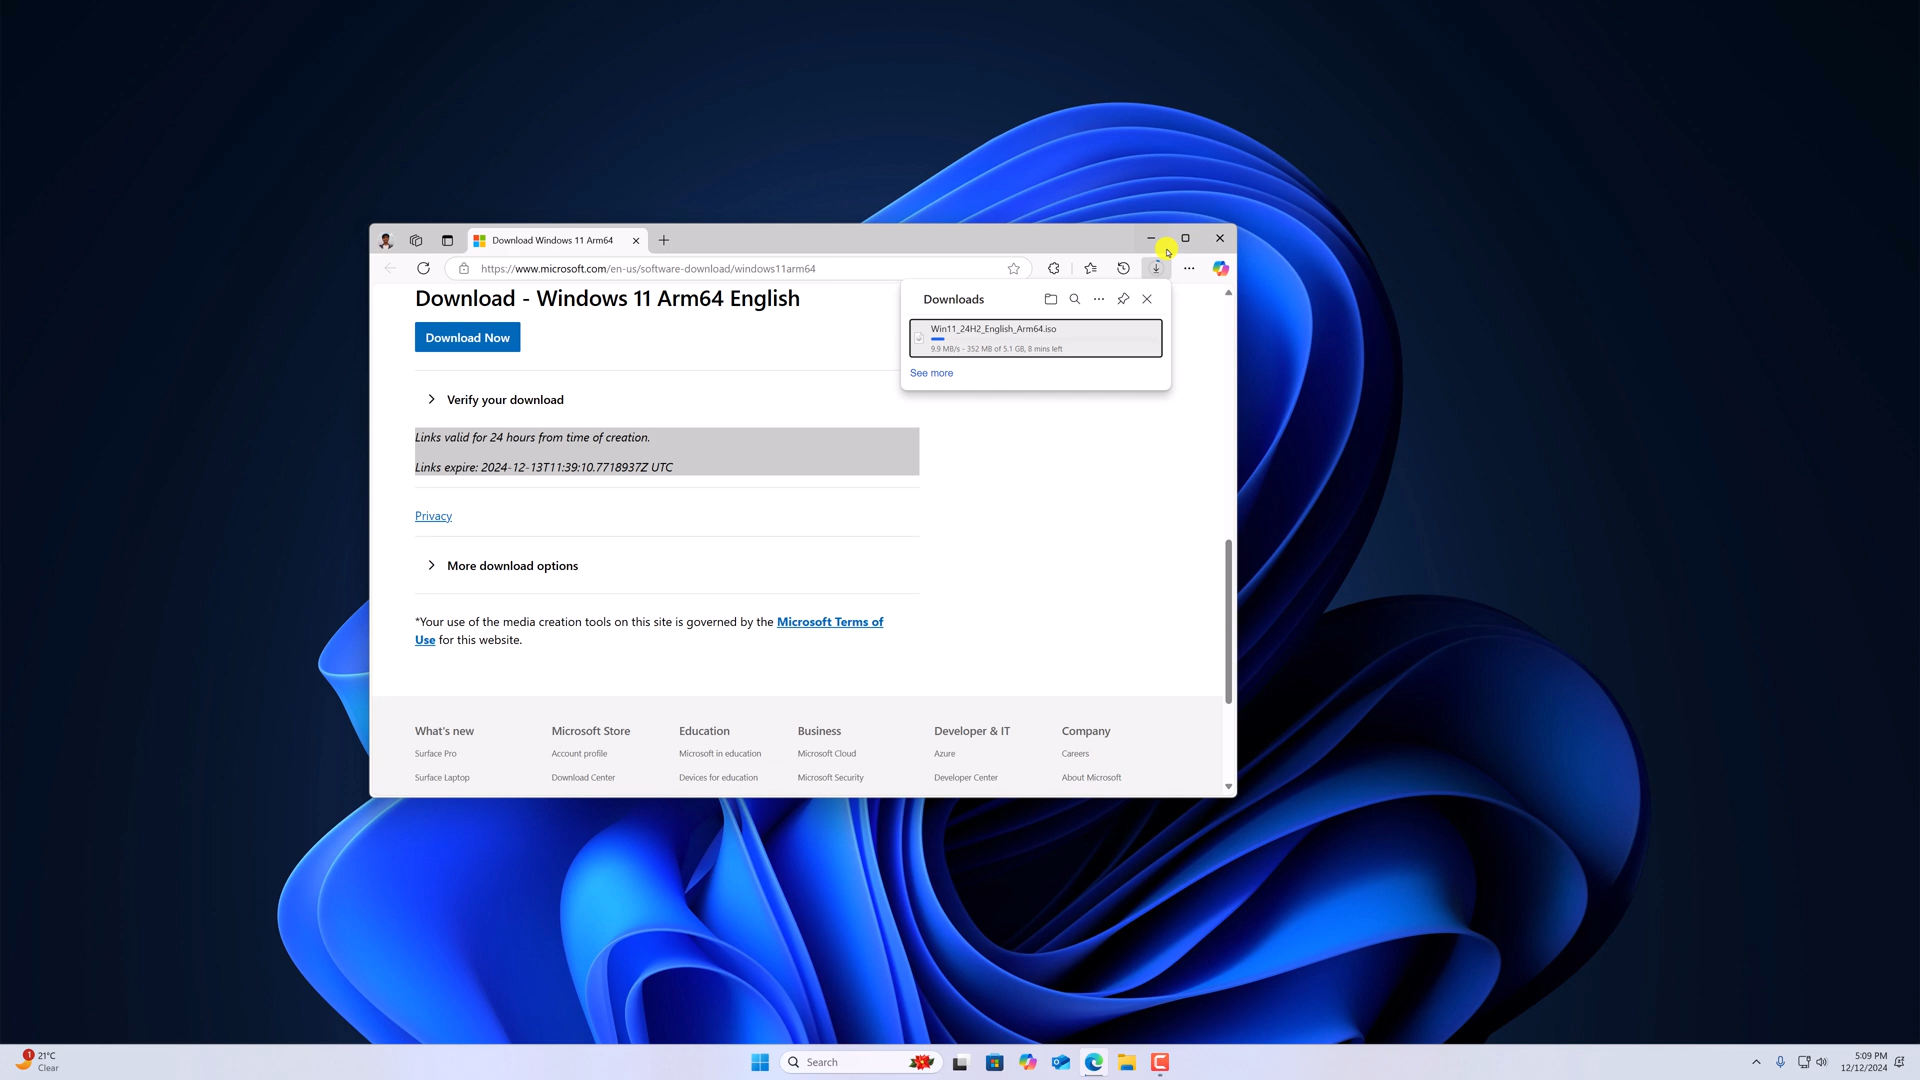 Download Windows 11 Arm64
https://www.microsoft.com/en-us/software-download/windows11arm64
Download - Windows 11 Arm64 English
Download Now
Downloads
Win11_24H2_English_Arm64.iso
9.9 MB/s - 352 MB of 5.1 GB, 8 mins left
See more
Verify your download
Links valid for 24 hours from time of creation.
Links expire: 2024-12-13T11:39:10.7718937Z UTC
Privacy
More download options
*Your use of the media creation tools on this site is governed by the Microsoft Terms of
Use for this website.
What's new
Surface Pro
Surface Laptop
Microsoft Store
Account profile
Download Center
Education
Microsoft in education
Devices for education
Business
Microsoft Cloud
Microsoft Security
Developer & IT
Azure
Developer Center
Company
Careers
About Microsoft
1
21°C
Clear
Search
5:09 PM
12/12/2024